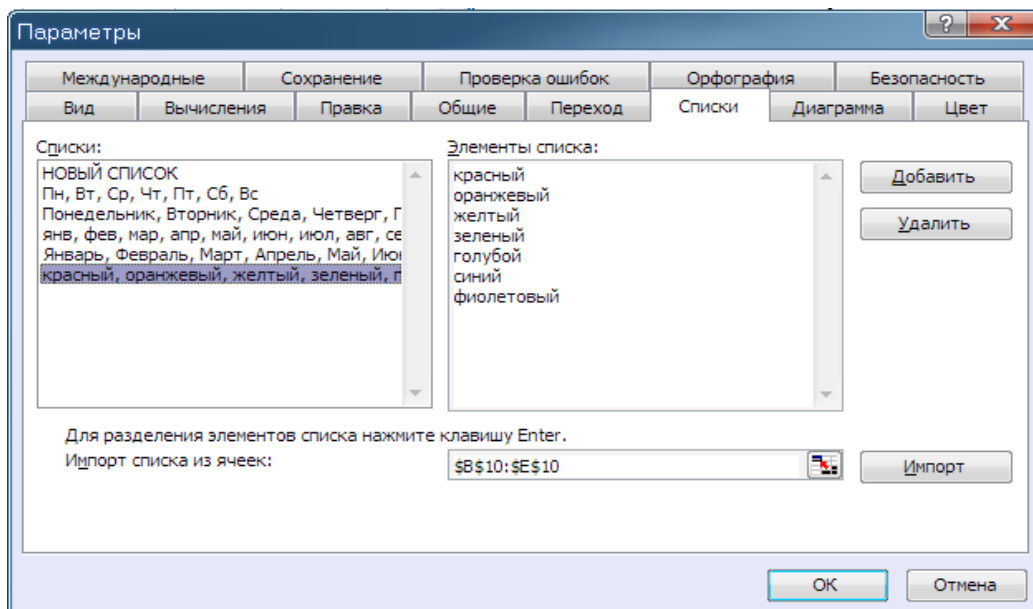 Параметры
Международные Сохранение Проверка ошибок Орфография Безопасность
Вид Вычисления Правка Общие Переход Списки Диаграмма Цвет
Списки:
НОВЫЙ СПИСОК
Пн, Вт, Ср, Чт, Пт, Сб, Вс
Понедельник, Вторник, Среда, Четверг, П
янв, фев, мар, апр, май, июн, июл, авг, се
Январь, Февраль, Март, Апрель, Май, Июн
красный, оранжевый, желтый, зеленый, г
Элементы списка:
красный
оранжевый
желтый
зеленый
голубой
синий
фиолетовый
Добавить
Удалить
Для разделения элементов списка нажмите клавишу Enter.
Импорт списка из ячеек:
$B$10:$E$10
Импорт
OK
Отмена